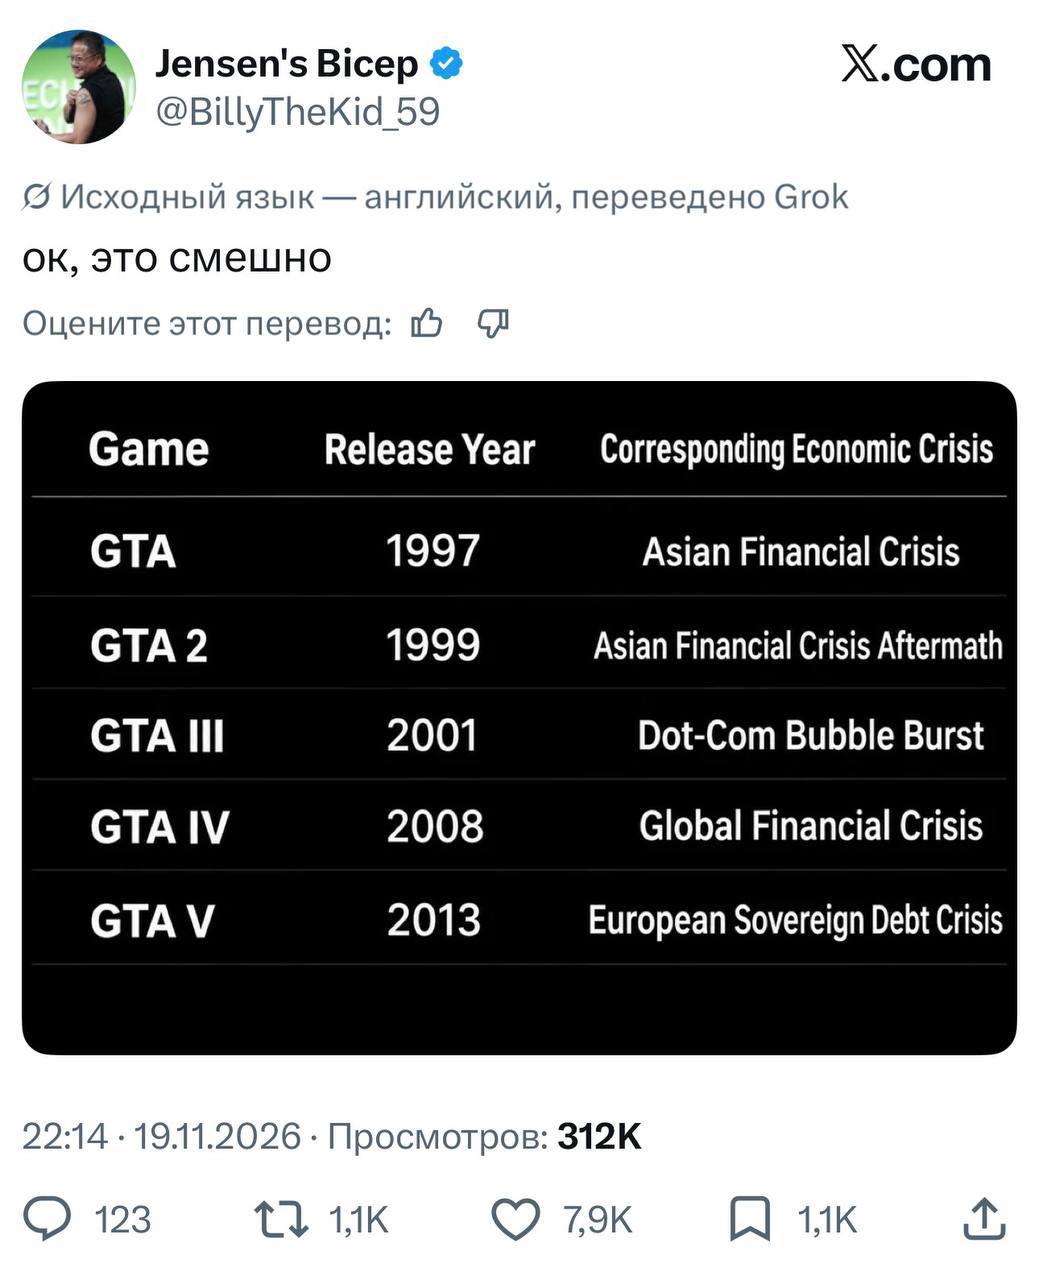 Jensen's Bicep
@BillyTheKid_59
X.com
Исходный язык — английский, переведено Grok
ок, это смешно
Оцените этот перевод:
Game Release Year Corresponding Economic Crisis
GTA 1997 Asian Financial Crisis
GTA 2 1999 Asian Financial Crisis Aftermath
GTA III 2001 Dot-Com Bubble Burst
GTA IV 2008 Global Financial Crisis
GTA V 2013 European Sovereign Debt Crisis
22:14 · 19.11.2026 · Просмотров: 312K
123 1,1K 7,9K 1,1K